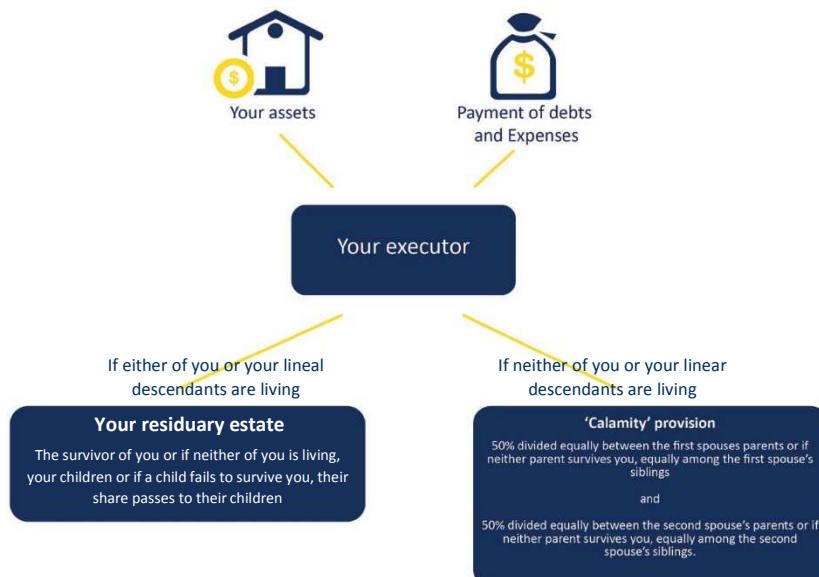 $
$
Your assets
Payment of debts
and Expenses
Your executor
If either of you or your lineal
descendants are living
Your residuary estate
The survivor of you or if neither of you is living,
your children or if a child fails to survive you, their
share passes to their children
If neither of you or your linear
descendants are living
'Calamity' provision
50% divided equally between the first spouses parents or if
neither parent survives you, equally among the first spouse's
siblings
and
50% divided equally between the second spouse's parents or if
neither parent survives you, equally among the second
spouse's siblings.